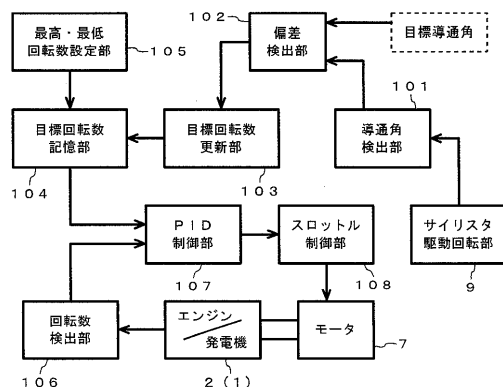 最高・最低
回転数設定部
105
102
偏差
検出部
目標導通角
101
導通角
検出部
目標回転数
記憶部
104
目標回転数
更新部
103
PID
制御部
107
スロットル
制御部
108
サイリスタ
駆動回転部
9
回転数
検出部
106
エンジン
発電機
2(1)
モータ
7